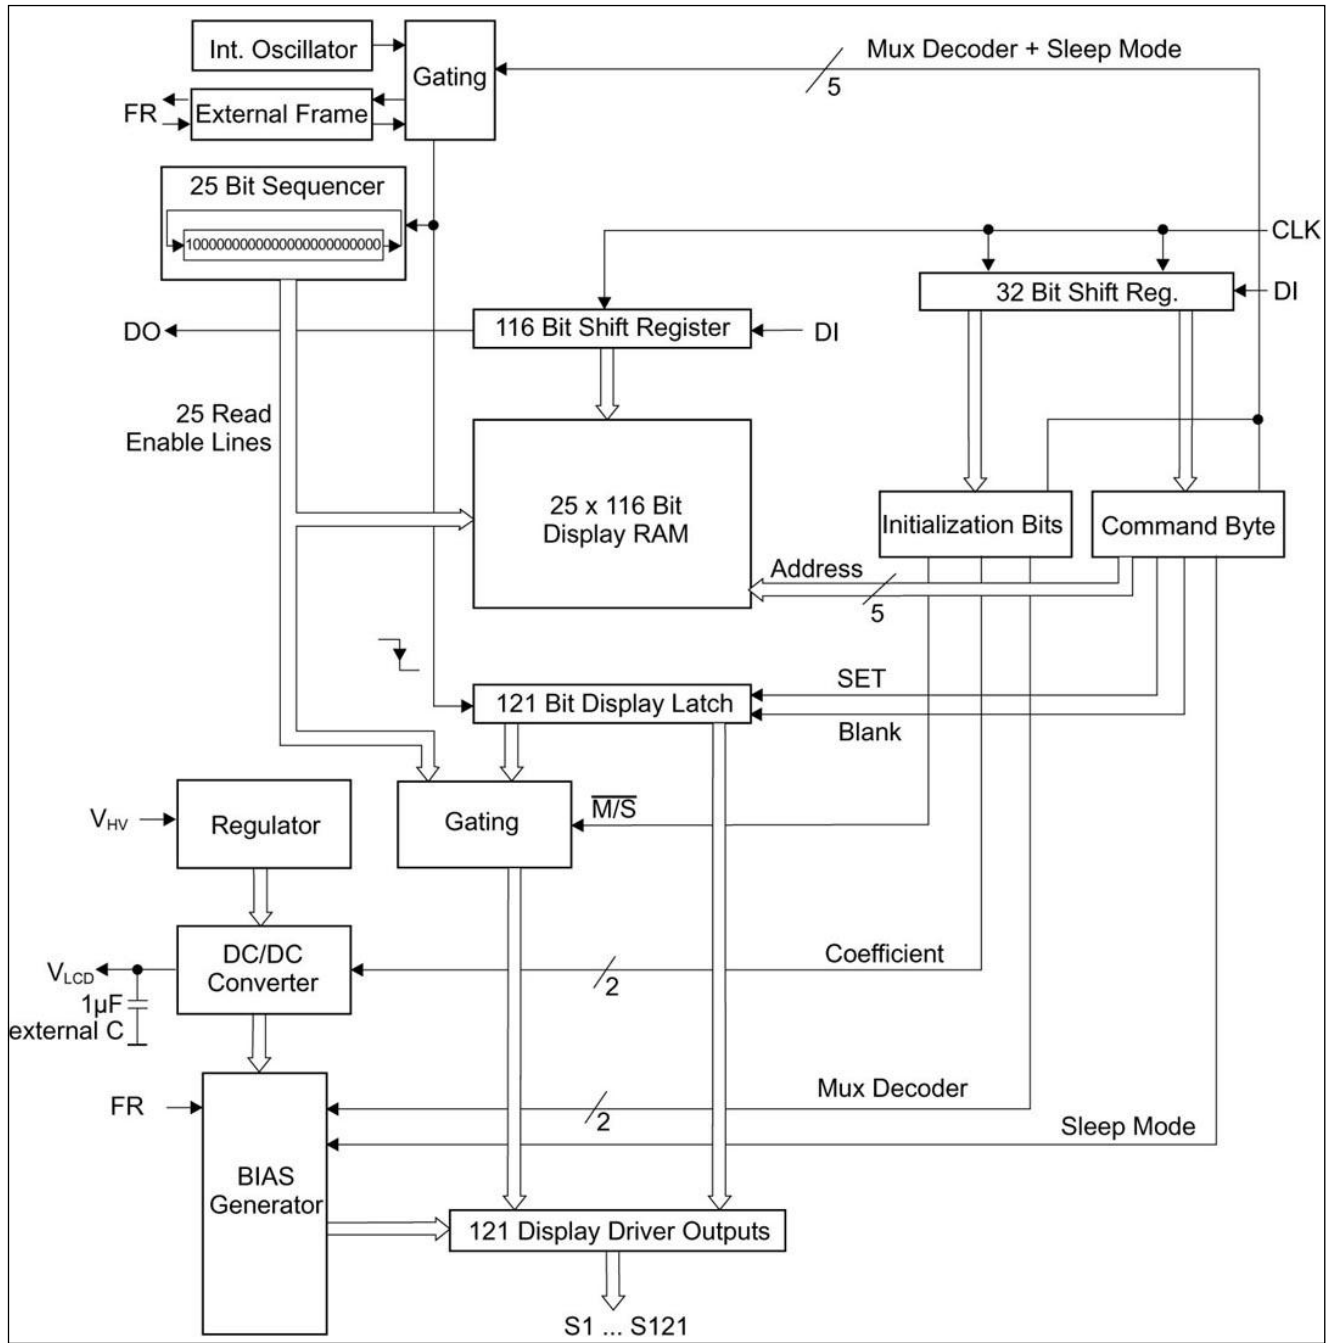 Int. Oscillator
Gating
Mux Decoder + Sleep Mode
5
FR
External Frame
25 Bit Sequencer
1000000000000000000000000
CLK
32 Bit Shift Reg.
DI
DO
116 Bit Shift Register
DI
25 Read
Enable Lines
25 x 116 Bit
Display RAM
Initialization Bits
Command Byte
Address
5
SET
121 Bit Display Latch
Blank
VHV
Regulator
Gating
M/S
VLCD
DC/DC
Converter
Coefficient
2
1µF
external C
FR
Mux Decoder
2
Sleep Mode
BIAS
Generator
121 Display Driver Outputs
S1 ... S121